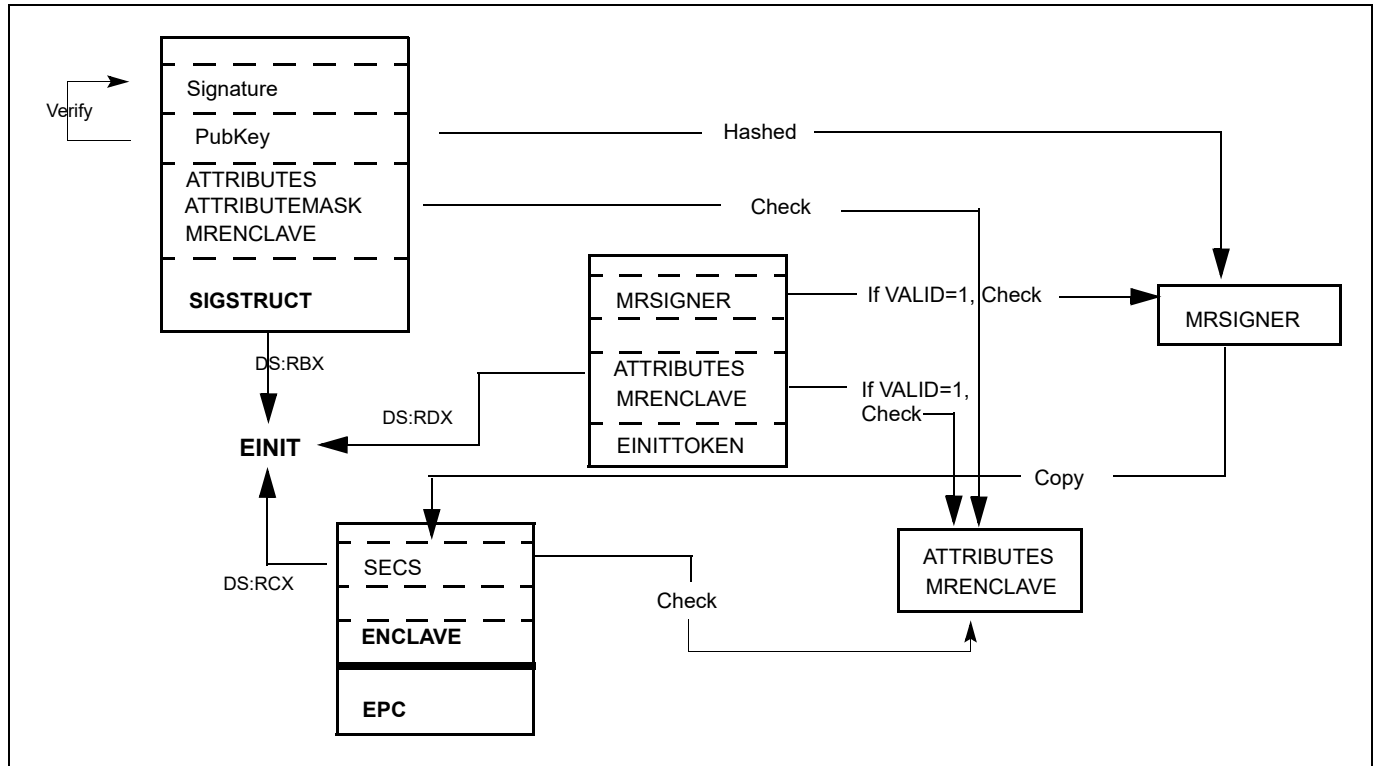 Signature
Verify
PubKey
Hashed
ATTRIBUTES
ATTRIBUTEMASK
MRENCLAVE
Check
SIGSTRUCT
MRSIGNER
If VALID=1, Check
MRSIGNER
DS:RBX
ATTRIBUTES
MRENCLAVE
If VALID=1,
Check
DS:RDX
EINIT
EINITTOKEN
Copy
SECS
DS:RCX
ATTRIBUTES
MRENCLAVE
Check
ENCLAVE
EPC